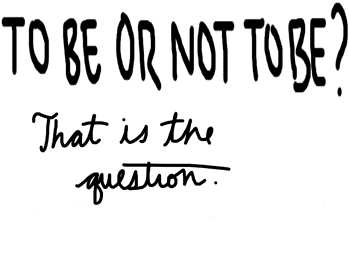 TO BE OR NOT TO BE?
That is the
question.